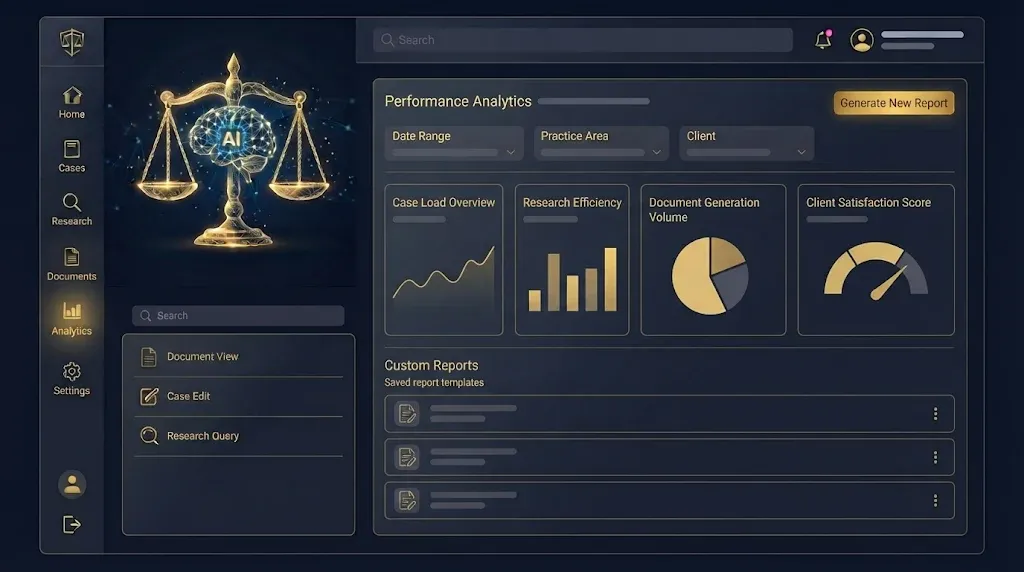 Home
Cases
Research
Documents
Analytics
Settings
AI
Search
Document View
Case Edit
Research Query
Search
Performance Analytics
Generate New Report
Date Range
Practice Area
Client
Case Load Overview
Research Efficiency
Document Generation
Volume
Client Satisfaction Score
Custom Reports
Saved report templates